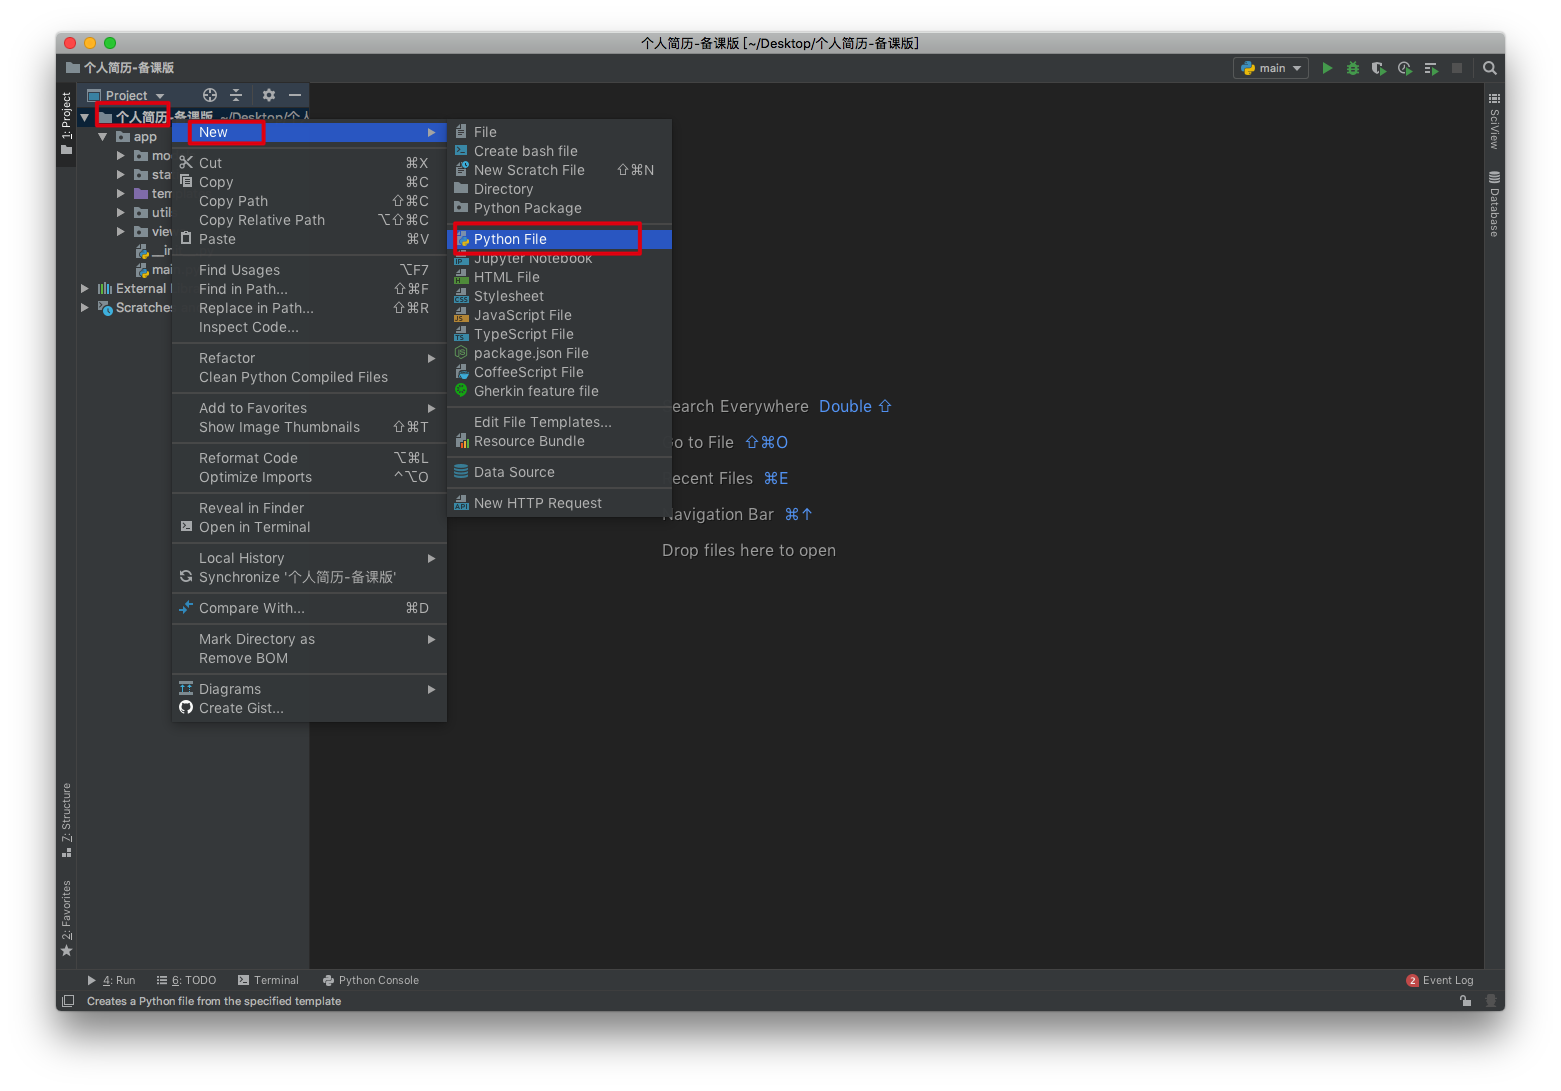 个人简历-备课版 [~/Desktop/个人简历-备课版]
个人简历-备课版
main
1: Project
Project
个人简历-备课版 ~/Desktop/个人
app
mo
sta
tem
util
view
__in
mai
External
Scratche
New
Cut ⌘X
Copy ⌘C
Copy Path ⇧⌘C
Copy Relative Path ⌥⇧⌘C
Paste ⌘V
Find Usages ⌥F7
Find in Path... ⇧⌘F
Replace in Path... ⇧⌘R
Inspect Code...
Refactor
Clean Python Compiled Files
Add to Favorites
Show Image Thumbnails ⇧⌘T
Reformat Code ⌥⌘L
Optimize Imports ^⌥O
Reveal in Finder
Open in Terminal
Local History
Synchronize '个人简历-备课版'
Compare With... ⌘D
Mark Directory as
Remove BOM
Diagrams
Create Gist...
File
Create bash file
New Scratch File ⇧⌘N
Directory
Python Package
Python File
Jupyter Notebook
HTML File
Stylesheet
JavaScript File
TypeScript File
package.json File
CoffeeScript File
Gherkin feature file
Edit File Templates...
Resource Bundle
Data Source
New HTTP Request
earch Everywhere Double ⇧
o to File ⇧⌘O
ecent Files ⌘E
Navigation Bar ⌘↑
Drop files here to open
SciView
Database
7: Structure
2: Favorites
4: Run
6: TODO
Terminal
Python Console
2 Event Log
Creates a Python file from the specified template